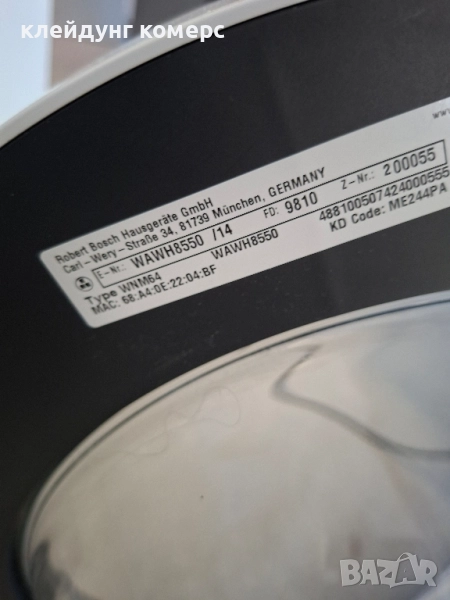 клейдунг комерс
Robert Bosch Hausgeräte GmbH
Carl-Wery-Straße 34, 81739 München, GERMANY
E-Nr.: WAWH8550 /14 FD: 9810 Z-Nr.: 200055
Type WNM64 WAWH8550 488100507424000555
MAC: 68:A4:0E:22:04:BF KD Code: ME244PA
BAZAR